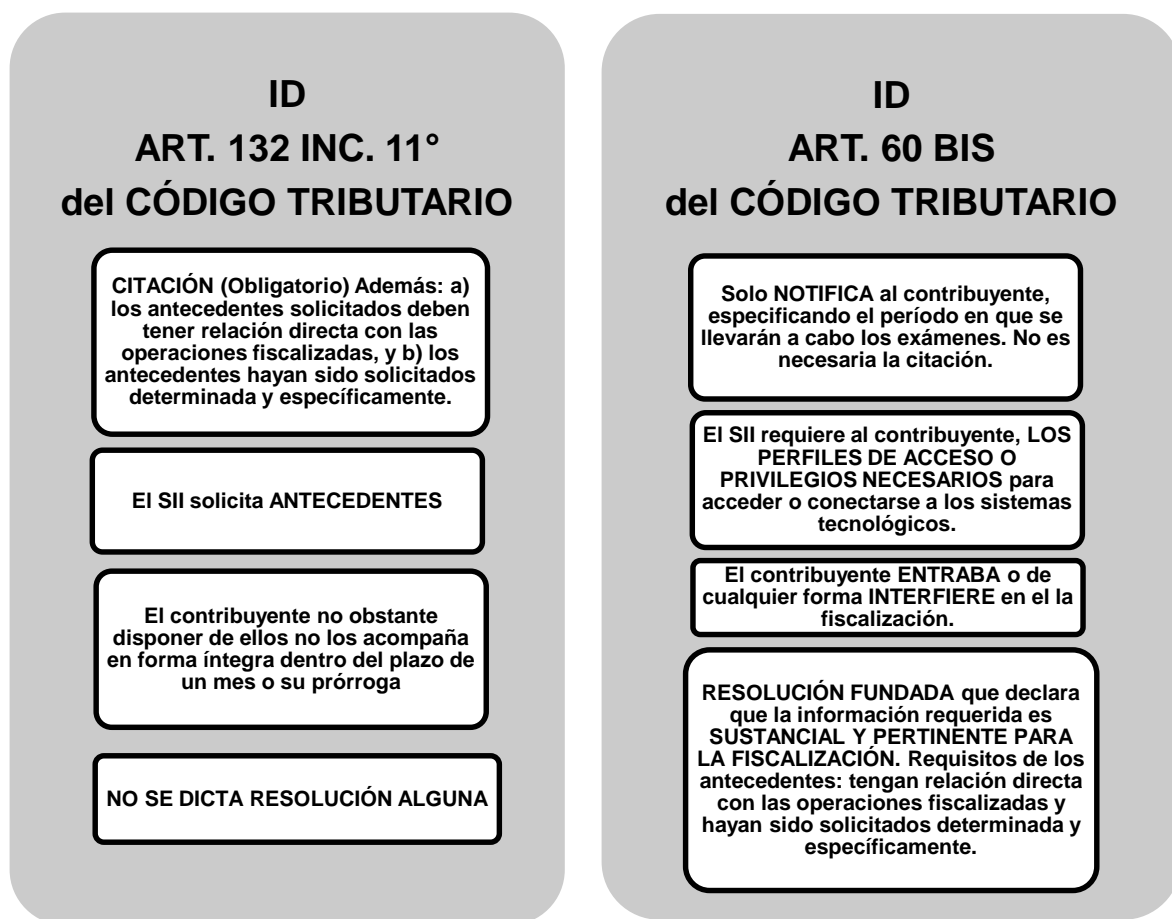 ID
ART. 132 INC. 11°
del CÓDIGO TRIBUTARIO
CITACIÓN (Obligatorio) Además: a)
los antecedentes solicitados deben
tener relación directa con las
operaciones fiscalizadas, y b) los
antecedentes hayan sido solicitados
determinada y específicamente.
El SII solicita ANTECEDENTES
El contribuyente no obstante
disponer de ellos no los acompaña
en forma íntegra dentro del plazo de
un mes o su prórroga
NO SE DICTA RESOLUCIÓN ALGUNA
ID
ART. 60 BIS
del CÓDIGO TRIBUTARIO
Solo NOTIFICA al contribuyente,
especificando el período en que se
llevarán a cabo los exámenes. No es
necesaria la citación.
El SII requiere al contribuyente, LOS
PERFILES DE ACCESO O
PRIVILEGIOS NECESARIOS para
acceder o conectarse a los sistemas
tecnológicos.
El contribuyente ENTRABA o de
cualquier forma INTERFIERE en el la
fiscalización.
RESOLUCIÓN FUNDADA que declara
que la información requerida es
SUSTANCIAL Y PERTINENTE PARA
LA FISCALIZACIÓN. Requisitos de los
antecedentes: tengan relación directa
con las operaciones fiscalizadas y
hayan sido solicitados determinada y
específicamente.